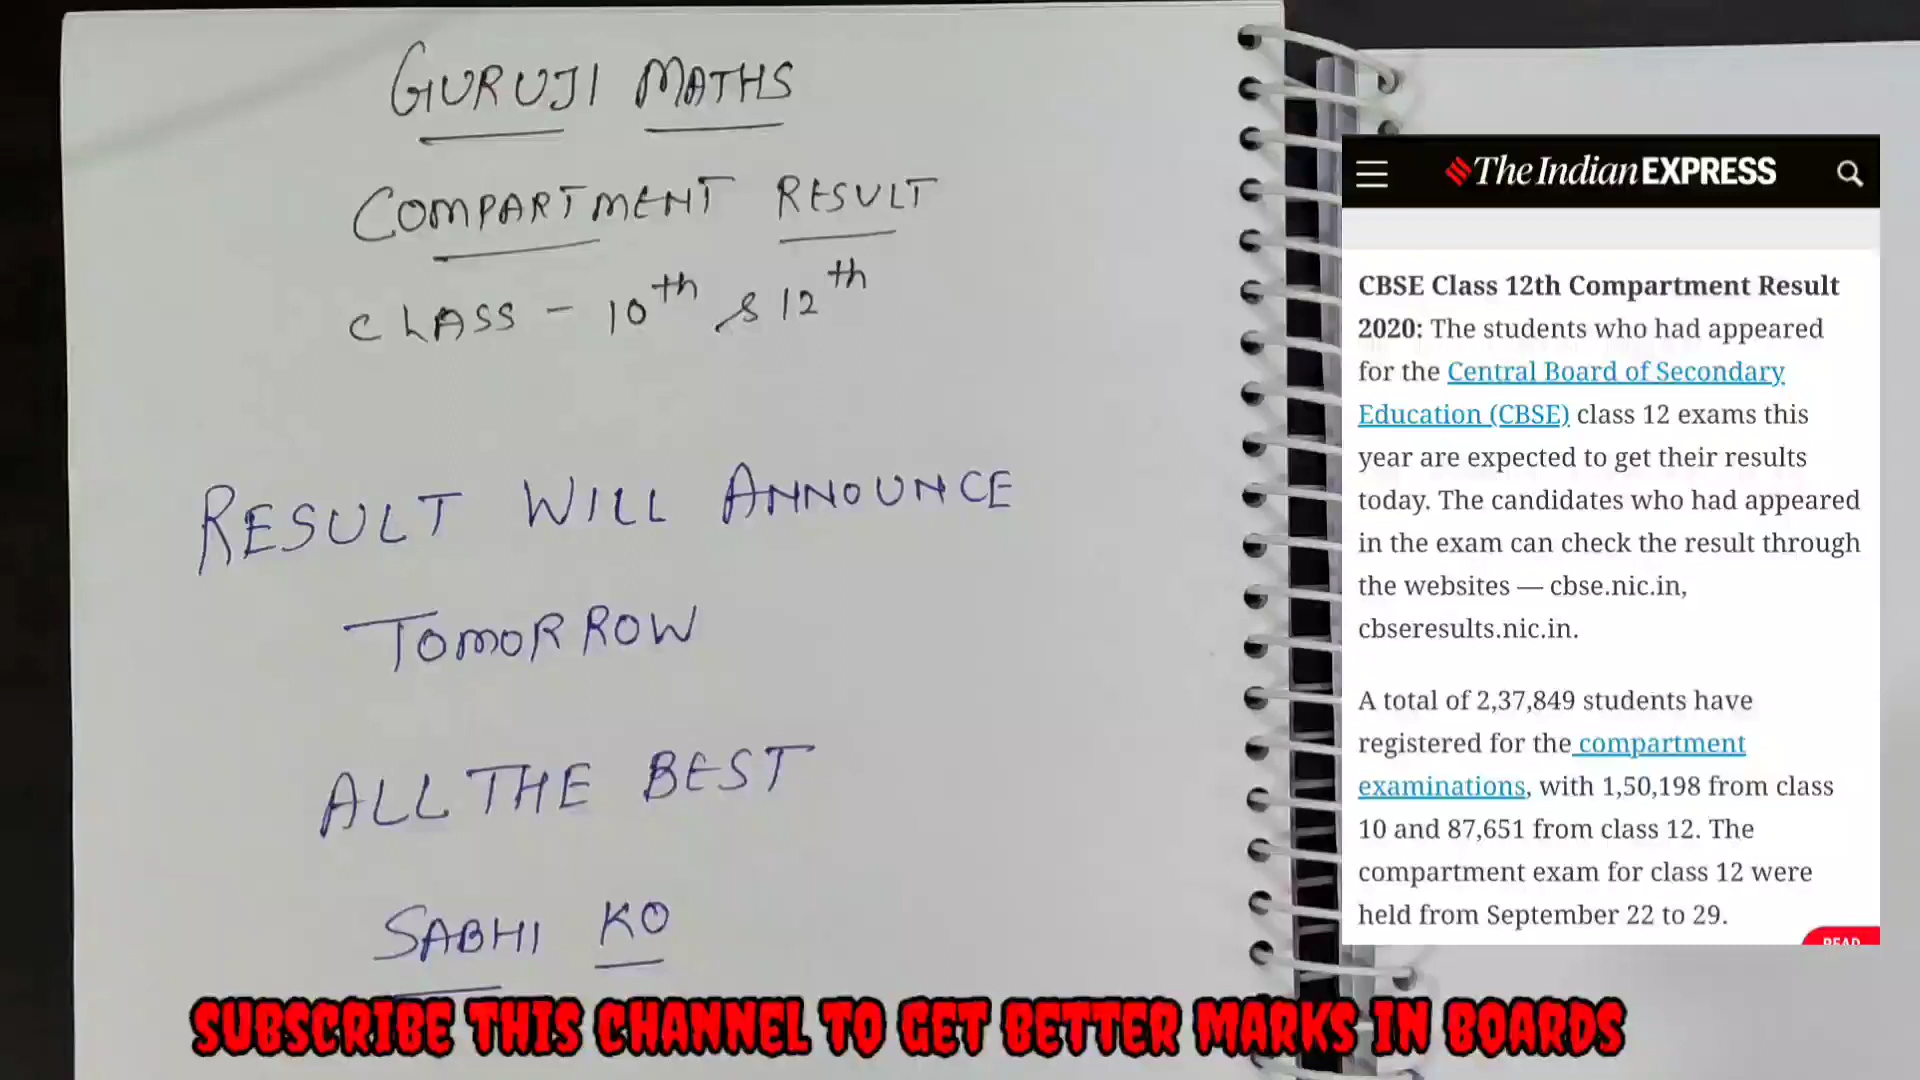 GURUJI MATHS
COMPARTMENT RESULT
CLASS - 10th & 12th
RESULT WILL ANNOUNCE
TOMORROW
ALL THE BEST
SABHI KO
The Indian EXPRESS
CBSE Class 12th Compartment Result
2020: The students who had appeared
for the Central Board of Secondary
Education (CBSE) class 12 exams this
year are expected to get their results
today. The candidates who had appeared
in the exam can check the result through
the websites — cbse.nic.in,
cbseresults.nic.in.
A total of 2,37,849 students have
registered for the compartment
examinations, with 1,50,198 from class
10 and 87,651 from class 12. The
compartment exam for class 12 were
held from September 22 to 29.
READ
SUBSCRIBE THIS CHANNEL TO GET BETTER MARKS IN BOARDS